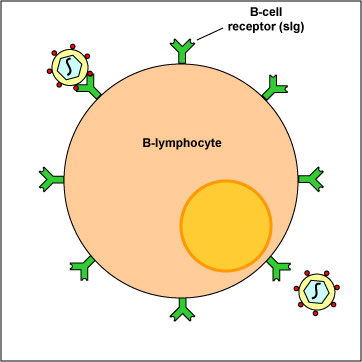 B-cell
receptor (sIg)
B-lymphocyte